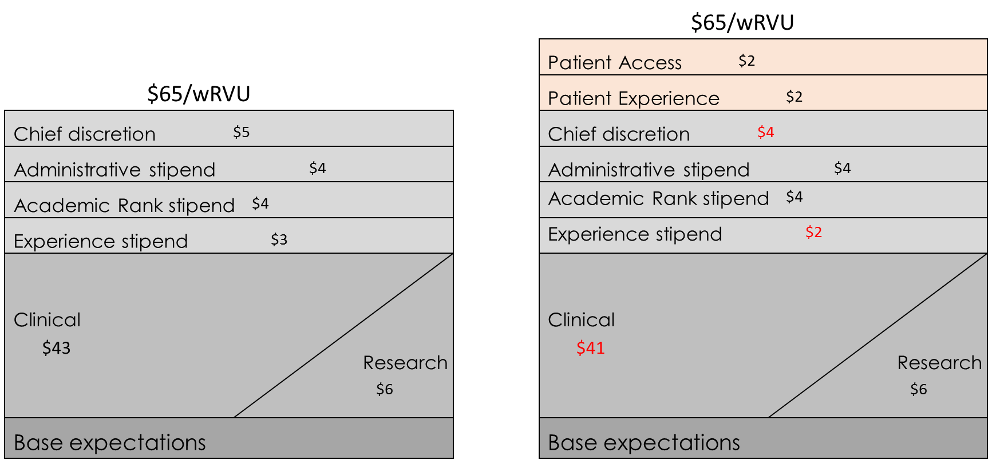 $65/wRVU
Chief discretion $5
Administrative stipend $4
Academic Rank stipend $4
Experience stipend $3
Clinical
$43
Research
$6
Base expectations
$65/wRVU
Patient Access $2
Patient Experience $2
Chief discretion $4
Administrative stipend $4
Academic Rank stipend $4
Experience stipend $2
Clinical
$41
Research
$6
Base expectations